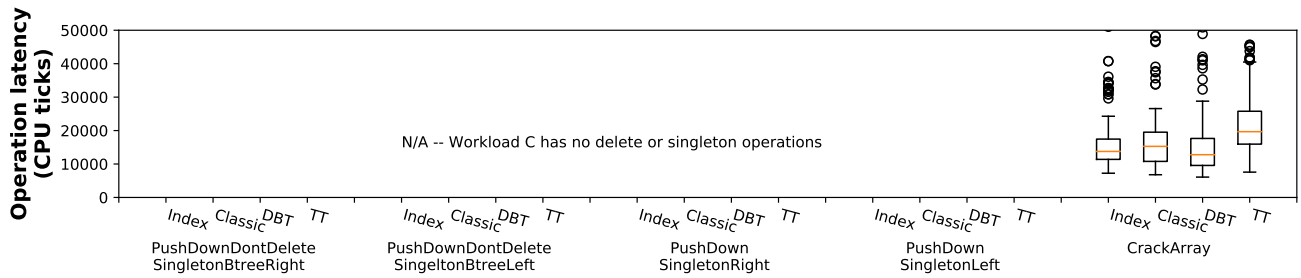 Operation latency
(CPU ticks)
50000
40000
30000
20000
10000
0
N/A -- Workload C has no delete or singleton operations
Index Classic DBT TT
Index Classic DBT TT
Index Classic DBT TT
Index Classic DBT TT
Index Classic DBT TT
PushDownDontDelete
SingletonBtreeRight
PushDownDontDelete
SingeltonBtreeLeft
PushDown
SingletonRight
PushDown
SingletonLeft
CrackArray